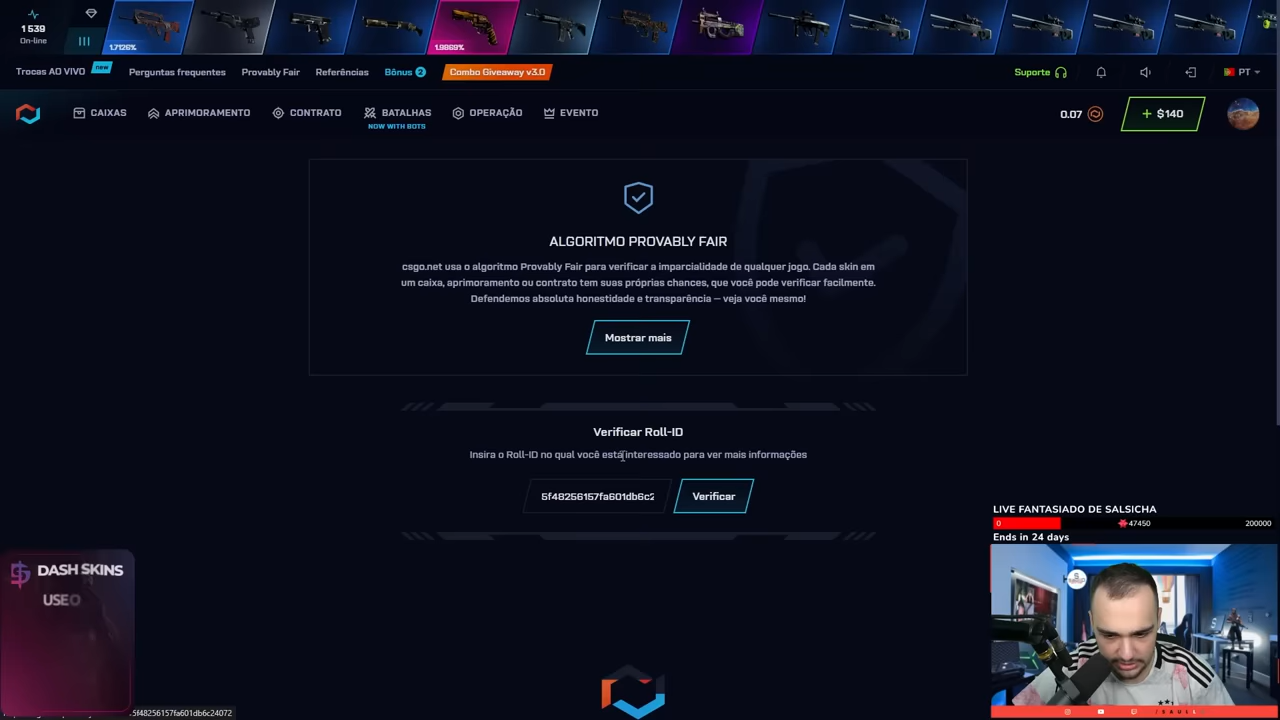 1 539
On-line
1.7126%
1.9869%
Trocas AO VIVO
new
Perguntas frequentes
Provably Fair
Referências
Bônus 2
Combo Giveaway v3.0
Suporte
PT
CAIXAS
APRIMORAMENTO
CONTRATO
BATALHAS
NOW WITH BOTS
OPERAÇÃO
EVENTO
0.07
+ $140
ALGORITMO PROVABLY FAIR
csgo.net usa o algoritmo Provably Fair para verificar a imparcialidade de qualquer jogo. Cada skin em
um caixa, aprimoramento ou contrato tem suas próprias chances, que você pode verificar facilmente.
Defendemos absoluta honestidade e transparência — veja você mesmo!
Mostrar mais
Verificar Roll-ID
Insira o Roll-ID no qual você está interessado para ver mais informações
5f48256157fa601db6c2
Verificar
LIVE FANTASIADO DE SALSICHA
0
47450
200000
Ends in 24 days
DASH SKINS
USE O
5f48256157fa601db6c24072